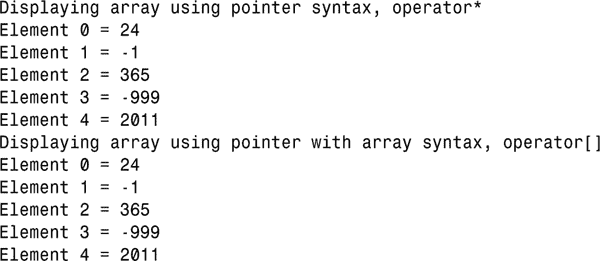 Displaying array using pointer syntax, operator*
Element 0 = 24
Element 1 = -1
Element 2 = 365
Element 3 = -999
Element 4 = 2011
Displaying array using pointer with array syntax, operator[]
Element 0 = 24
Element 1 = -1
Element 2 = 365
Element 3 = -999
Element 4 = 2011